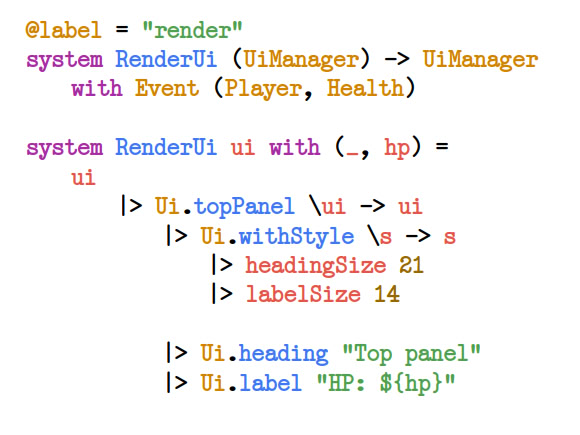 @label = "render"
system RenderUi (UiManager) -> UiManager
    with Event (Player, Health)

system RenderUi ui with (_, hp) =
    ui
        |> Ui.topPanel \ui -> ui
            |> Ui.withStyle \s -> s
                |> headingSize 21
                |> labelSize 14

            |> Ui.heading "Top panel"
            |> Ui.label "HP: ${hp}"